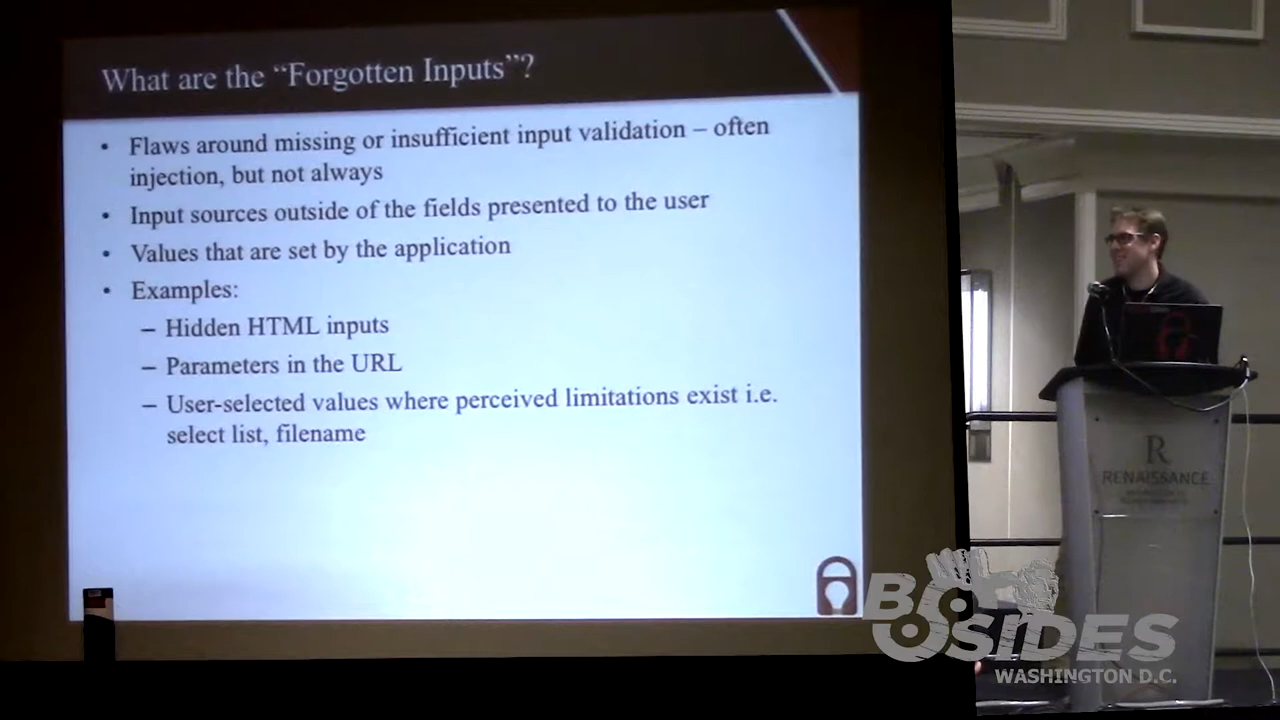 What are the “Forgotten Inputs”?
• Flaws around missing or insufficient input validation – often
injection, but not always
• Input sources outside of the fields presented to the user
• Values that are set by the application
• Examples:
– Hidden HTML inputs
– Parameters in the URL
– User-selected values where perceived limitations exist i.e.
select list, filename
R
RENAISSANCE
BSIDES
WASHINGTON D.C.